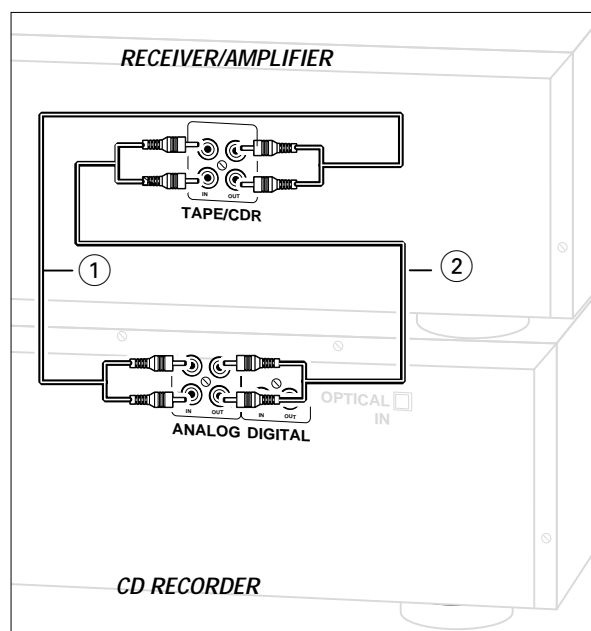 RECEIVER/AMPLIFIER
IN OUT
TAPE/CDR
1
2
OPTICAL
IN
IN OUT IN OUT
ANALOG DIGITAL
CD RECORDER